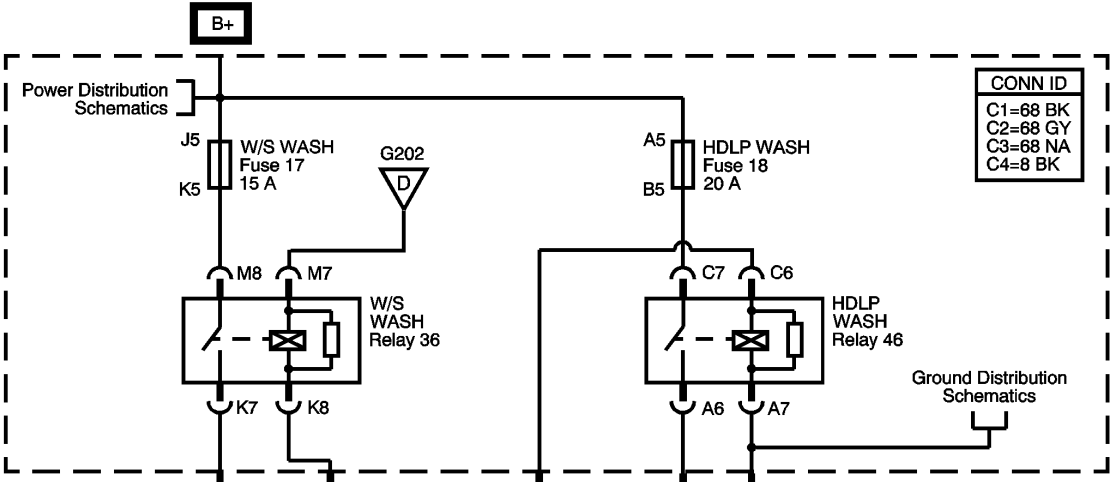 B+
Power Distribution
Schematics
CONN ID
C1=68 BK
C2=68 GY
C3=68 NA
C4=8 BK
J5
W/S WASH
Fuse 17
15 A
K5
G202
D
A5
HDLP WASH
Fuse 18
20 A
B5
M8
M7
C7
C6
W/S
WASH
Relay 36
HDLP
WASH
Relay 46
Ground Distribution
Schematics
K7
K8
A6
A7